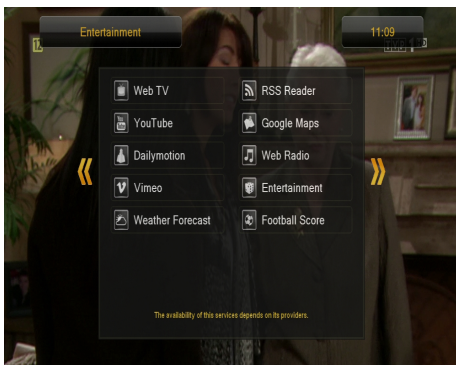 Entertainment
11:09
Web TV
RSS Reader
YouTube
Google Maps
Dailymotion
Web Radio
Vimeo
Entertainment
Weather Forecast
Football Score
The availability of this services depends on its providers.